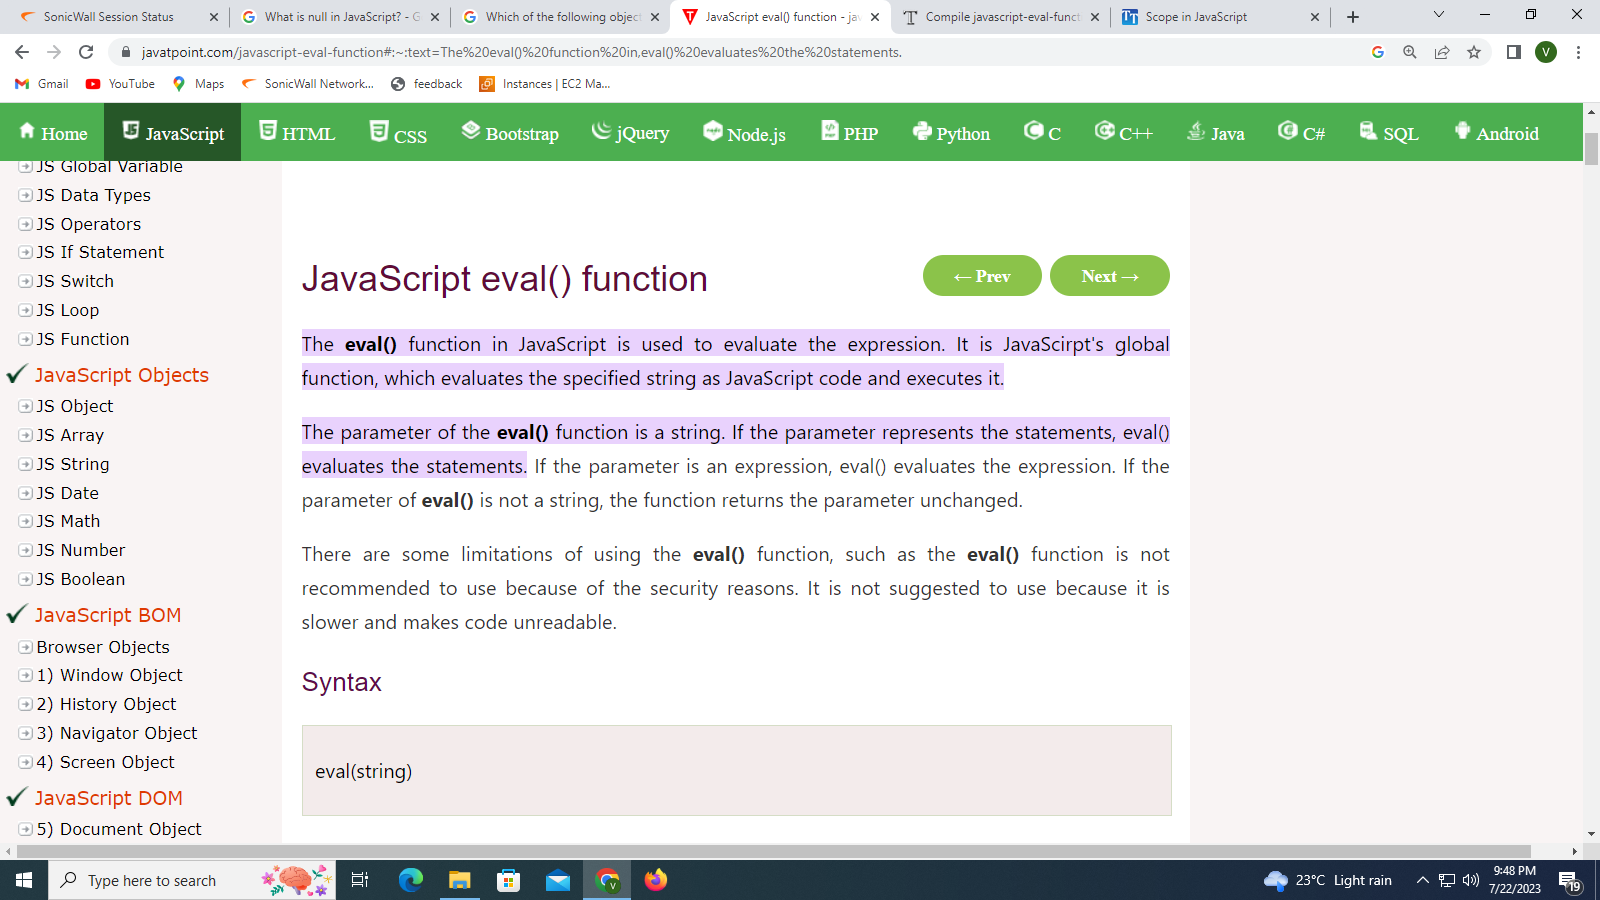 SonicWall Session Status
What is null in JavaScript? - G
Which of the following object
JavaScript eval() function - jav
Compile javascript-eval-funct
Scope in JavaScript
javatpoint.com/javascript-eval-function#:~:text=The%20eval()%20function%20in,eval()%20evaluates%20the%20statements.
V
Gmail
YouTube
Maps
SonicWall Network...
feedback
Instances | EC2 Ma...
Home
JavaScript
HTML
CSS
Bootstrap
jQuery
Node.js
PHP
Python
C
C++
Java
C#
SQL
Android
JS Global Variable
JS Data Types
JS Operators
JS If Statement
JS Switch
JS Loop
JS Function
JavaScript Objects
JS Object
JS Array
JS String
JS Date
JS Math
JS Number
JS Boolean
JavaScript BOM
Browser Objects
1) Window Object
2) History Object
3) Navigator Object
4) Screen Object
JavaScript DOM
5) Document Object
JavaScript eval() function
← Prev
Next →
The eval() function in JavaScript is used to evaluate the expression. It is JavaScirpt's global
function, which evaluates the specified string as JavaScript code and executes it.
The parameter of the eval() function is a string. If the parameter represents the statements, eval()
evaluates the statements. If the parameter is an expression, eval() evaluates the expression. If the
parameter of eval() is not a string, the function returns the parameter unchanged.
There are some limitations of using the eval() function, such as the eval() function is not
recommended to use because of the security reasons. It is not suggested to use because it is
slower and makes code unreadable.
Syntax
eval(string)
Type here to search
23°C Light rain
9:48 PM
7/22/2023
19